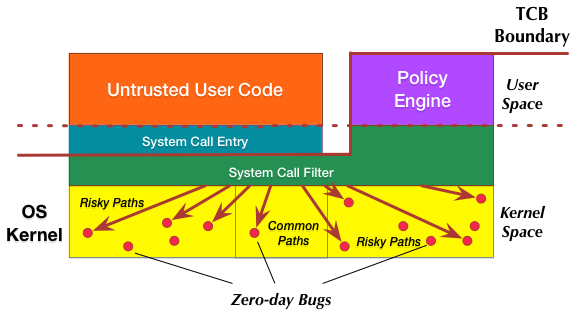 TCB
Boundary
Untrusted User Code
Policy
Engine
User
Space
System Call Entry
System Call Filter
OS
Kernel
Risky Paths
Common
Paths
Risky Paths
Kernel
Space
Zero-day Bugs